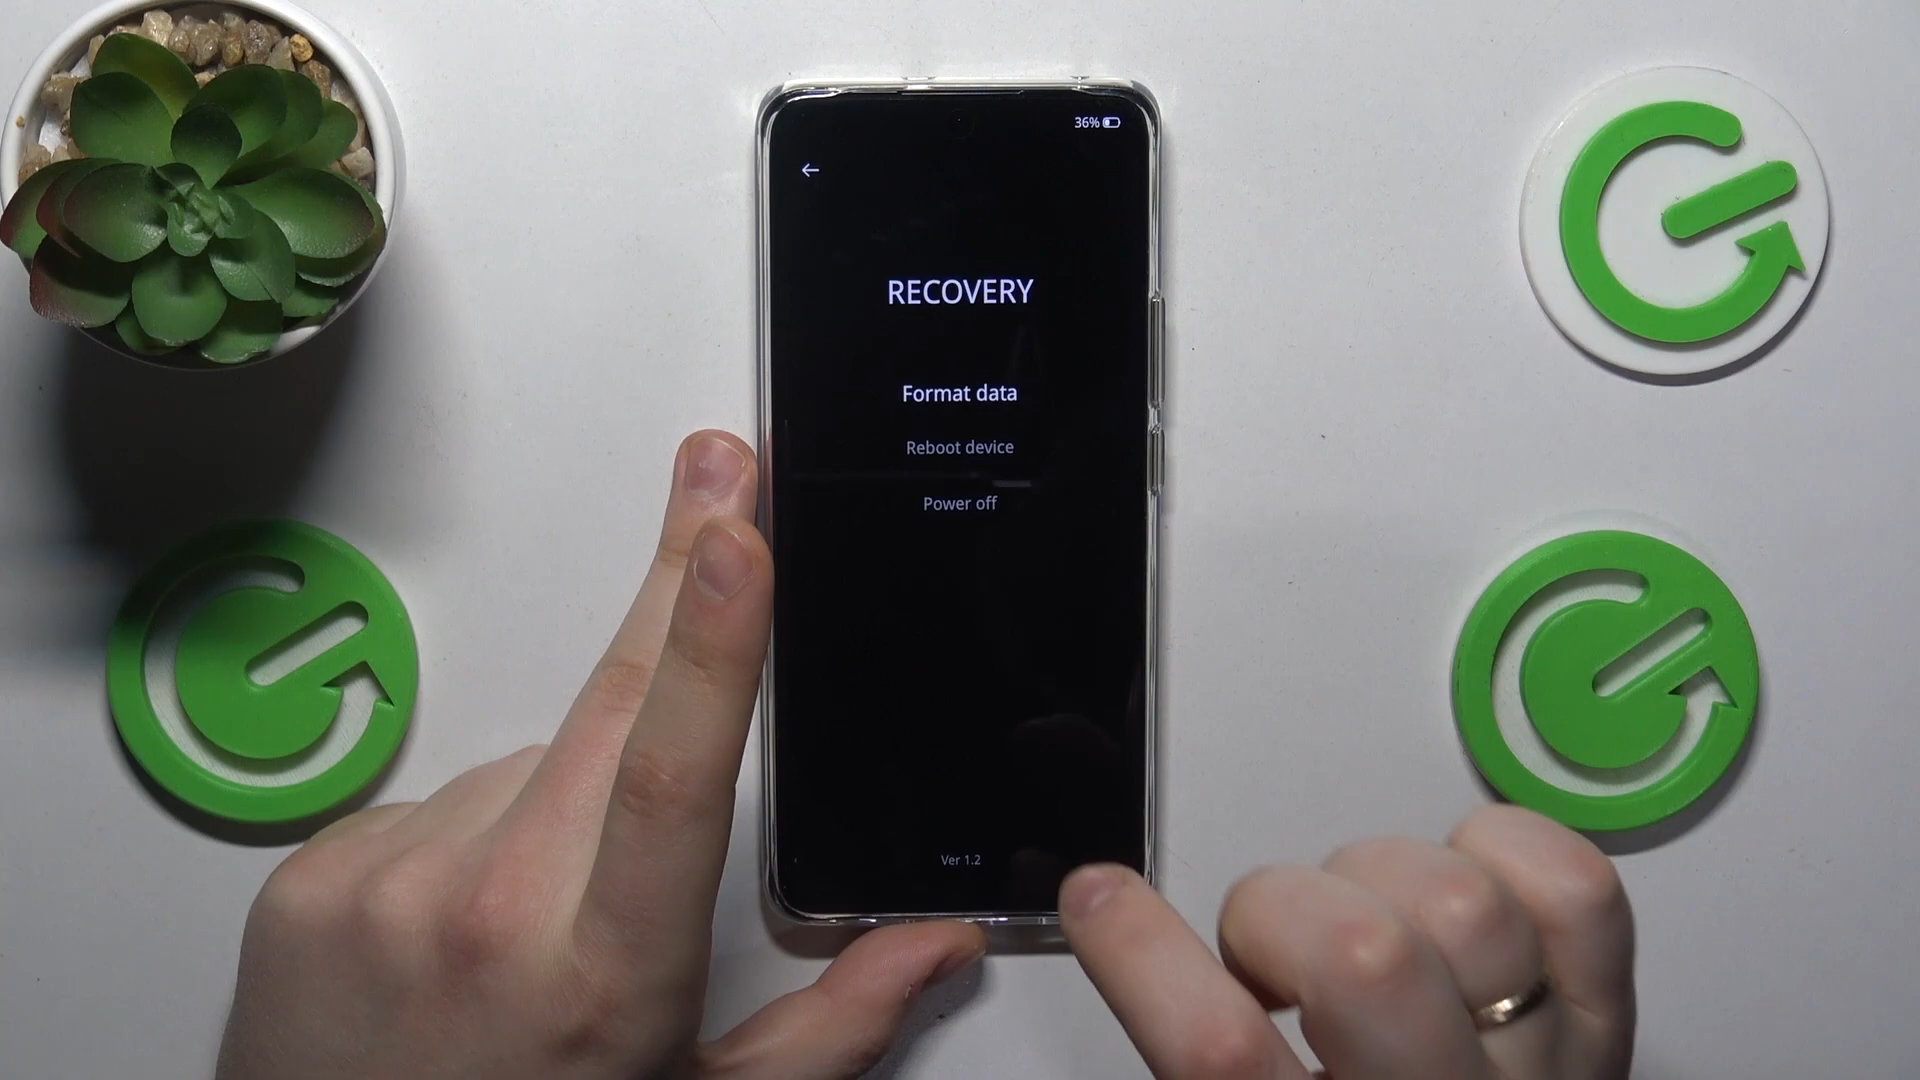 36%
RECOVERY
Format data
Reboot device
Power off
Ver 1.2